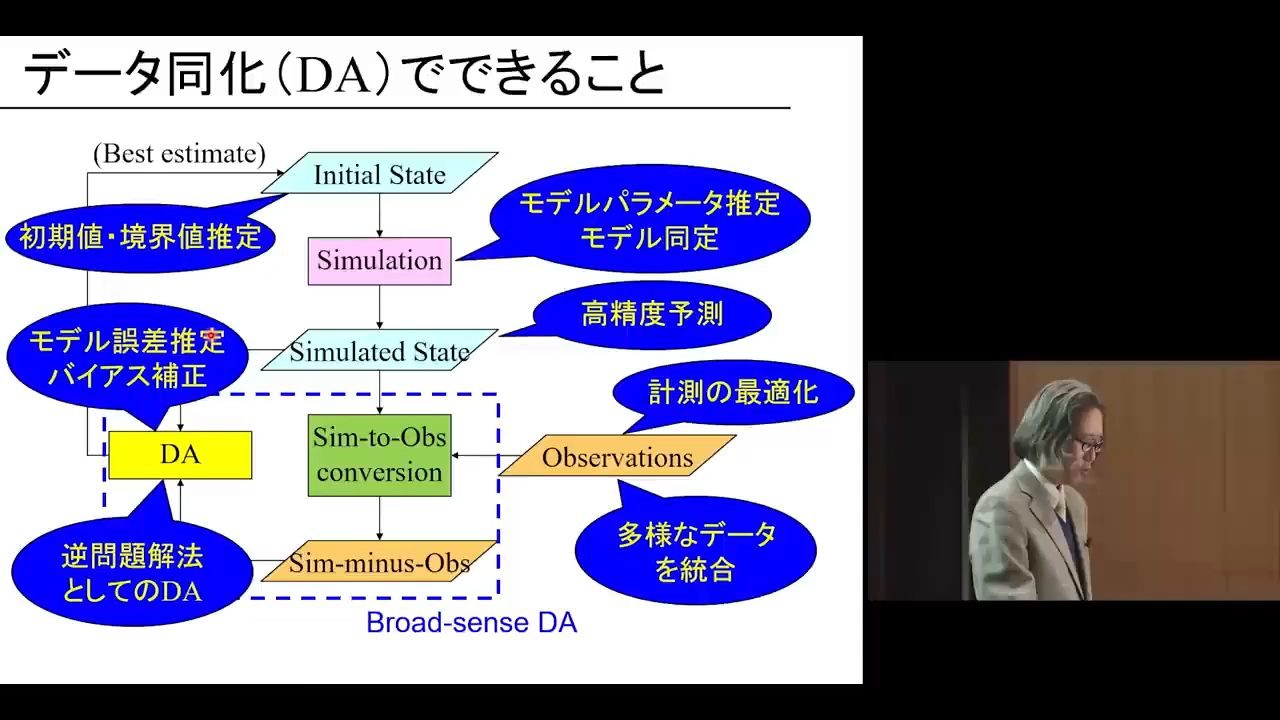 データ同化(DA)でできること
(Best estimate)
Initial State
初期値・境界値推定
モデルパラメータ推定
モデル同定
Simulation
高精度予測
モデル誤差推定
バイアス補正
Simulated State
計測の最適化
DA
Sim-to-Obs
conversion
Observations
逆問題解法
としてのDA
Sim-minus-Obs
多様なデータ
を統合
Broad-sense DA